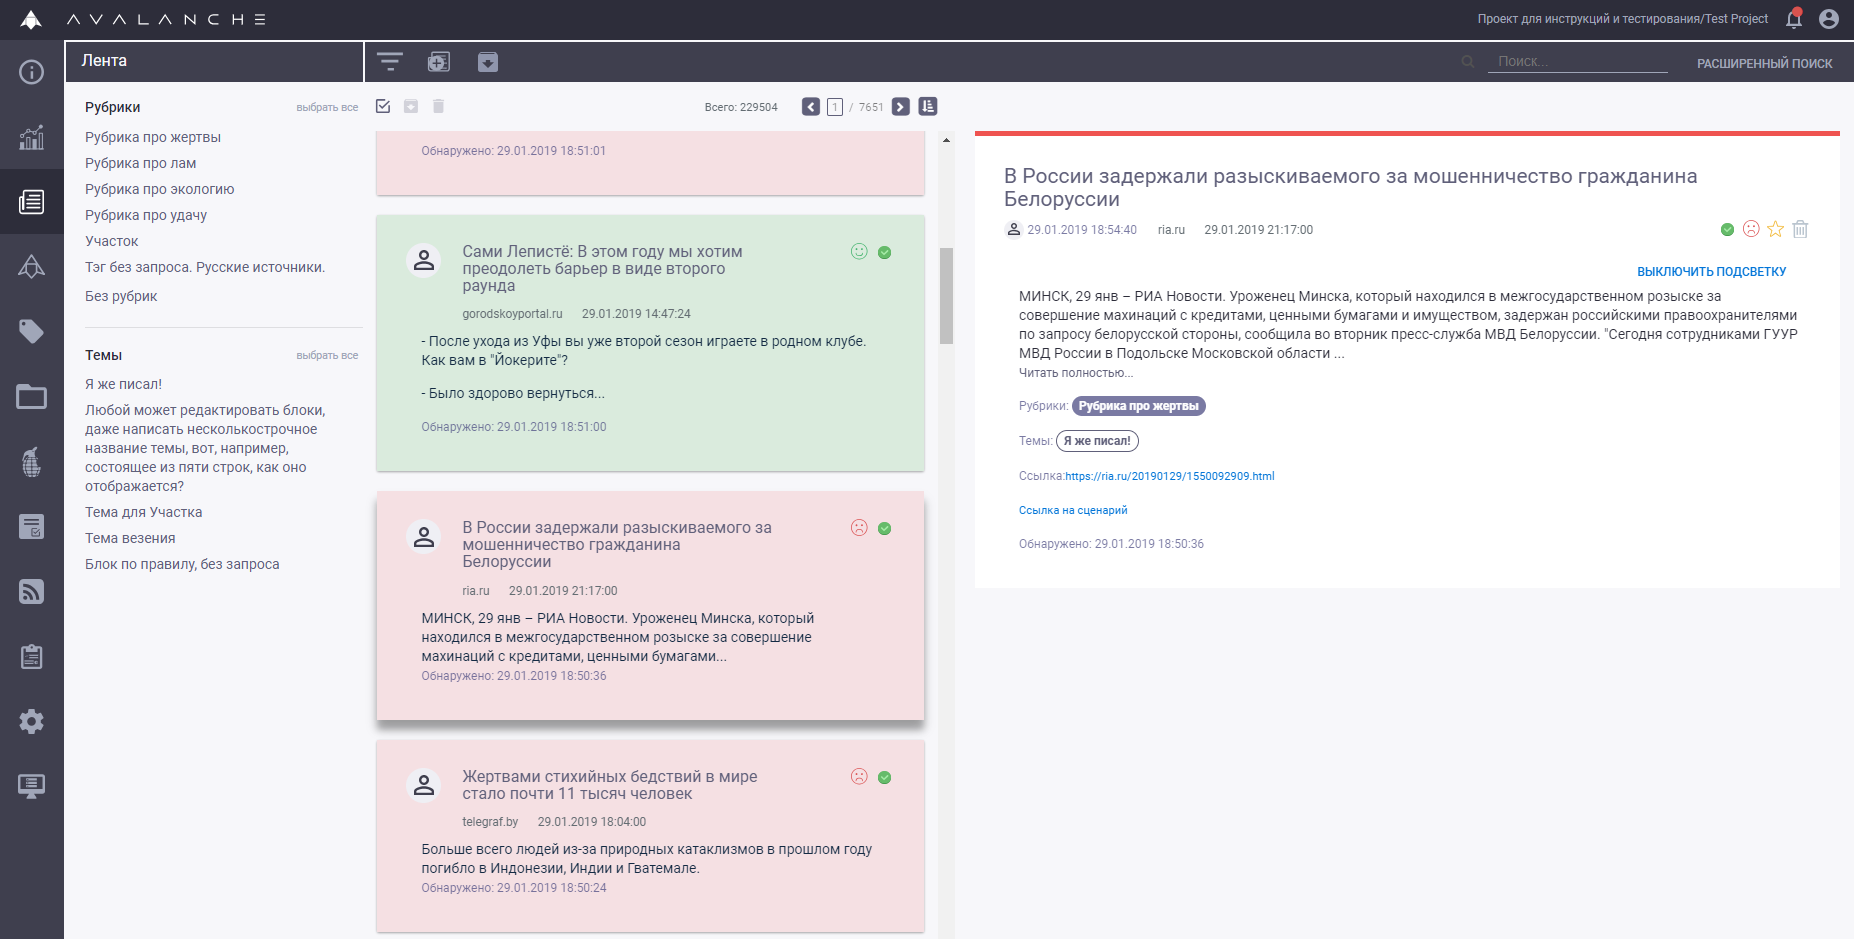 AVALANCHE
Проект для инструкций и тестирования/Test Project
Лента
Поиск...
РАСШИРЕННЫЙ ПОИСК
Рубрики
выбрать все
Рубрика про жертвы
Рубрика про лам
Рубрика про экологию
Рубрика про удачу
Участок
Тэг без запроса. Русские источники.
Без рубрик
Темы
выбрать все
Я же писал!
Любой может редактировать блоки,
даже написать несколькострочное
название темы, вот, например,
состоящее из пяти строк, как оно
отображается?
Тема для Участка
Тема везения
Блок по правилу, без запроса
Всего: 229504
1 / 7651
Обнаружено: 29.01.2019 18:51:01
Сами Лепистё: В этом году мы хотим
преодолеть барьер в виде второго
раунда
gorodskoyportal.ru 29.01.2019 14:47:24
- После ухода из Уфы вы уже второй сезон играете в родном клубе.
Как вам в "Йокерите"?
- Было здорово вернуться...
Обнаружено: 29.01.2019 18:51:00
В России задержали разыскиваемого за
мошенничество гражданина
Белоруссии
ria.ru 29.01.2019 21:17:00
МИНСК, 29 янв – РИА Новости. Уроженец Минска, который
находился в межгосударственном розыске за совершение
махинаций с кредитами, ценными бумагами...
Обнаружено: 29.01.2019 18:50:36
Жертвами стихийных бедствий в мире
стало почти 11 тысяч человек
telegraf.by 29.01.2019 18:04:00
Больше всего людей из-за природных катаклизмов в прошлом году
погибло в Индонезии, Индии и Гватемале.
Обнаружено: 29.01.2019 18:50:24
В России задержали разыскиваемого за мошенничество гражданина
Белоруссии
29.01.2019 18:54:40 ria.ru 29.01.2019 21:17:00
ВЫКЛЮЧИТЬ ПОДСВЕТКУ
МИНСК, 29 янв – РИА Новости. Уроженец Минска, который находился в межгосударственном розыске за
совершение махинаций с кредитами, ценными бумагами и имуществом, задержан российскими правоохранителями
по запросу белорусской стороны, сообщила во вторник пресс-служба МВД Белоруссии. "Сегодня сотрудниками ГУУР
МВД России в Подольске Московской области ...
Читать полностью...
Рубрики: Рубрика про жертвы
Темы: Я же писал!
Ссылка:https://ria.ru/20190129/1550092909.html
Ссылка на сценарий
Обнаружено: 29.01.2019 18:50:36